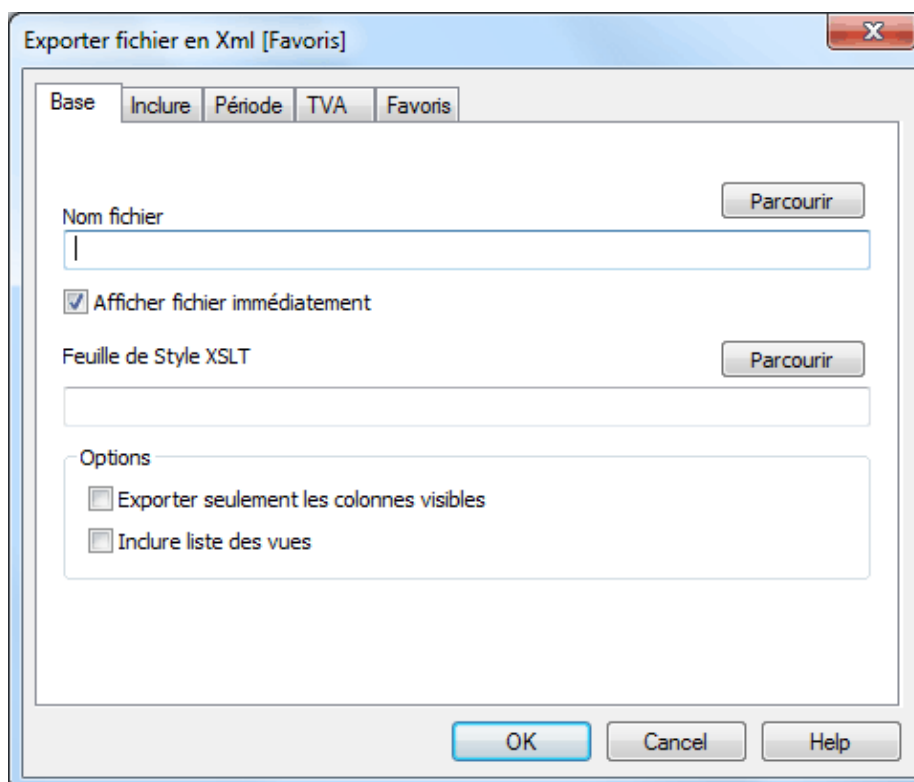 Exporter fichier en Xml [Favoris]
Base Inclure Période TVA Favoris
Parcourir
Nom fichier
Afficher fichier immédiatement
Feuille de Style XSLT Parcourir
Options
Exporter seulement les colonnes visibles
Inclure liste des vues
OK Cancel Help